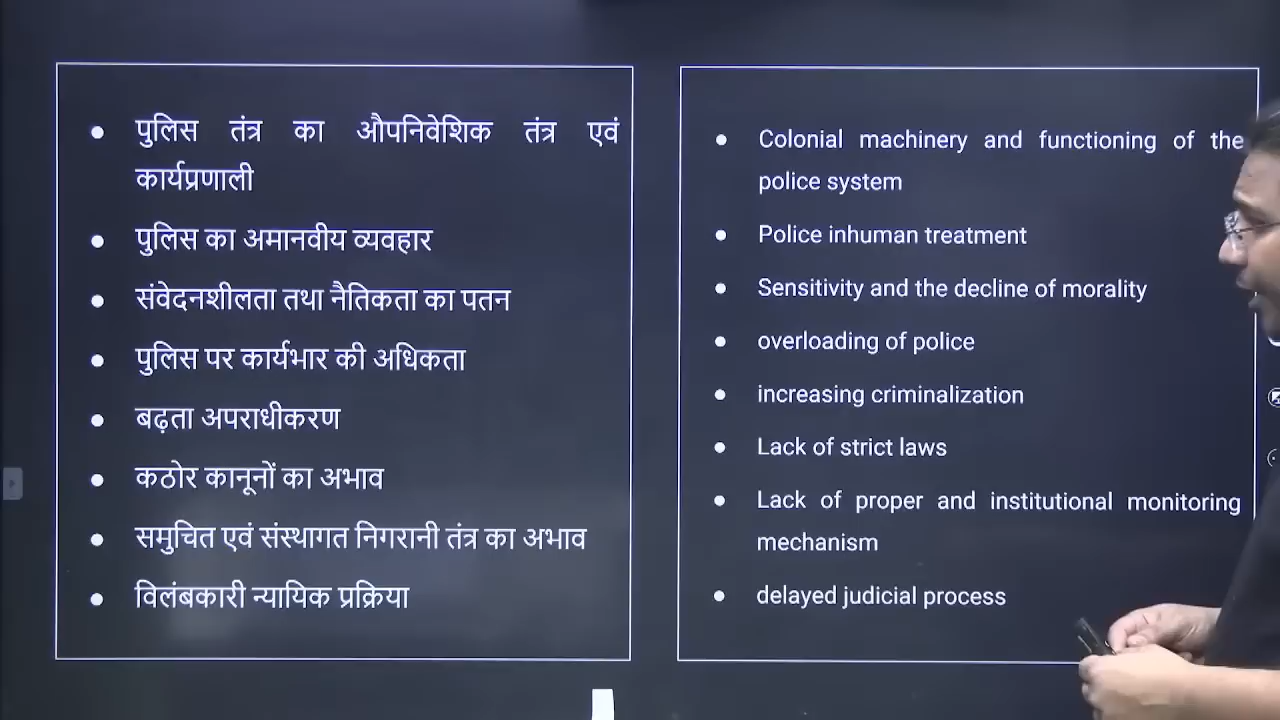 • पुलिस तंत्र का औपनिवेशिक तंत्र एवं
कार्यप्रणाली
• पुलिस का अमानवीय व्यवहार
• संवेदनशीलता तथा नैतिकता का पतन
• पुलिस पर कार्यभार की अधिकता
• बढ़ता अपराधीकरण
• कठोर कानूनों का अभाव
• समुचित एवं संस्थागत निगरानी तंत्र का अभाव
• विलंबकारी न्यायिक प्रक्रिया
• Colonial machinery and functioning of the
police system
• Police inhuman treatment
• Sensitivity and the decline of morality
• overloading of police
• increasing criminalization
• Lack of strict laws
• Lack of proper and institutional monitoring
mechanism
• delayed judicial process